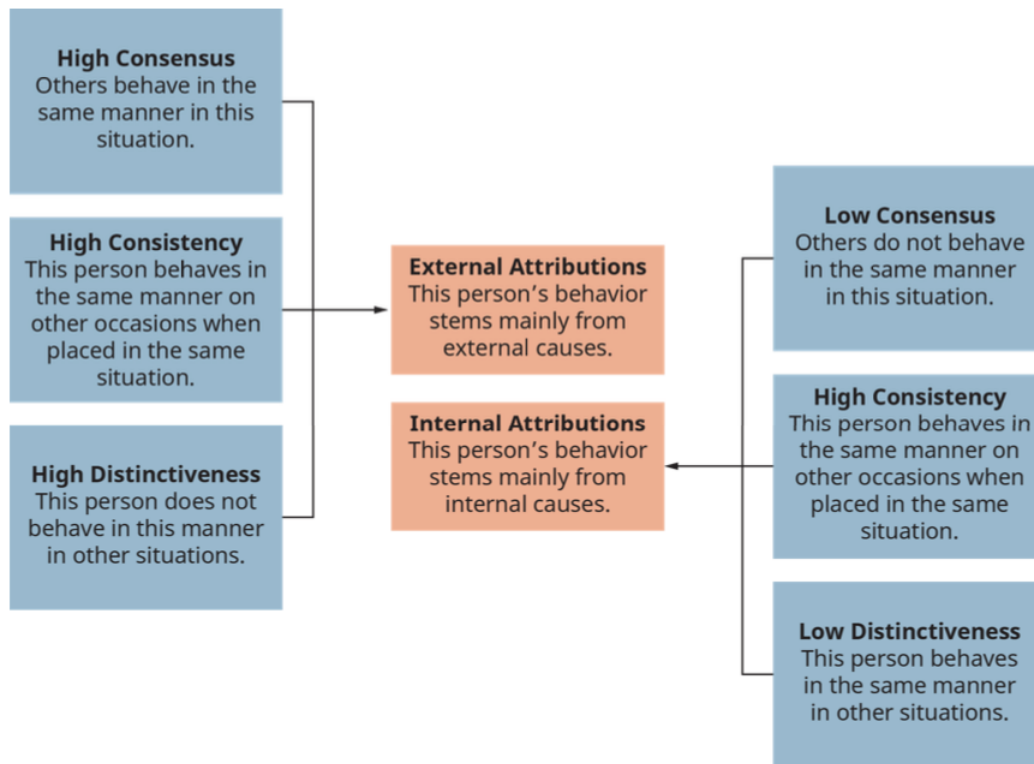 High Consensus
Others behave in the
same manner in this
situation.
High Consistency
This person behaves in
the same manner on
other occasions when
placed in the same
situation.
High Distinctiveness
This person does not
behave in this manner
in other situations.
External Attributions
This person’s behavior
stems mainly from
external causes.
Internal Attributions
This person’s behavior
stems mainly from
internal causes.
Low Consensus
Others do not behave
in the same manner
in this situation.
High Consistency
This person behaves in
the same manner on
other occasions when
placed in the same
situation.
Low Distinctiveness
This person behaves
in the same manner
in other situations.